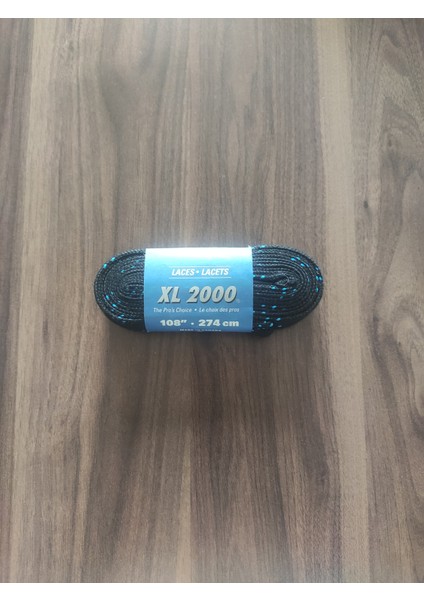 LACES • LACETS
XL 2000
The Pro's Choice • Le choix des pros
108" • 274 cm